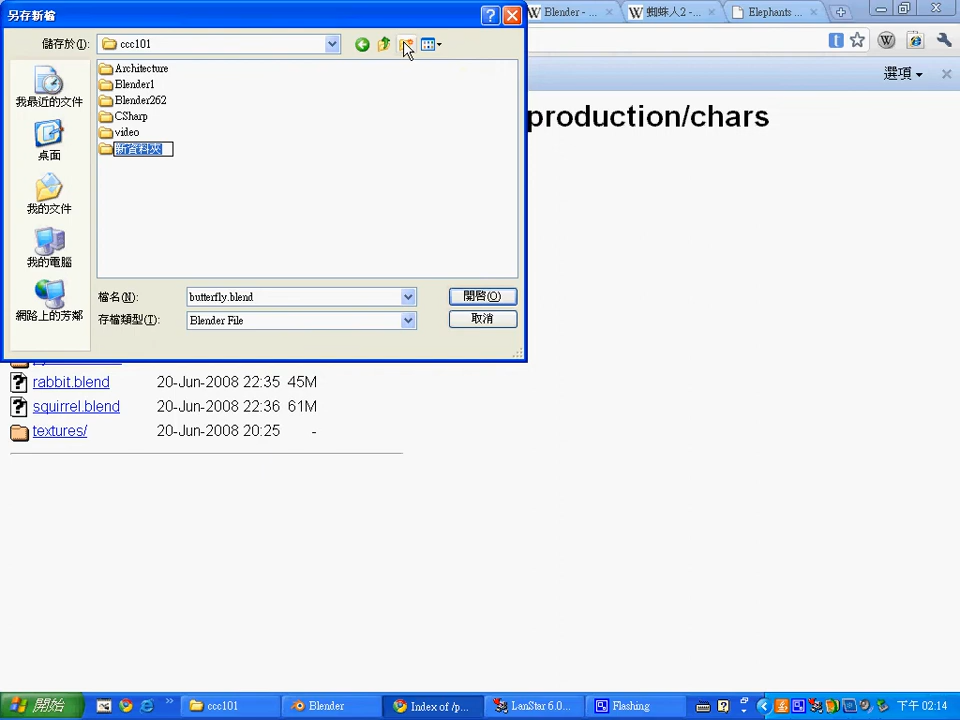 另存新檔
Blender - ...
蜘蛛人2 - ...
Elephants ...
儲存於(I):
ccc101
選項
我最近的文件
桌面
我的文件
我的電腦
網路上的芳鄰
Architecture
Blender1
Blender262
CSharp
video
新資料夾
production/chars
檔名(N):
butterfly.blend
開啟(O)
存檔類型(T):
Blender File
取消
rabbit.blend 20-Jun-2008 22:35 45M
squirrel.blend 20-Jun-2008 22:36 61M
textures/ 20-Jun-2008 20:25 -
開始
ccc101
Blender
Index of /p...
LanStar 6.0...
Flashing
下午 02:14